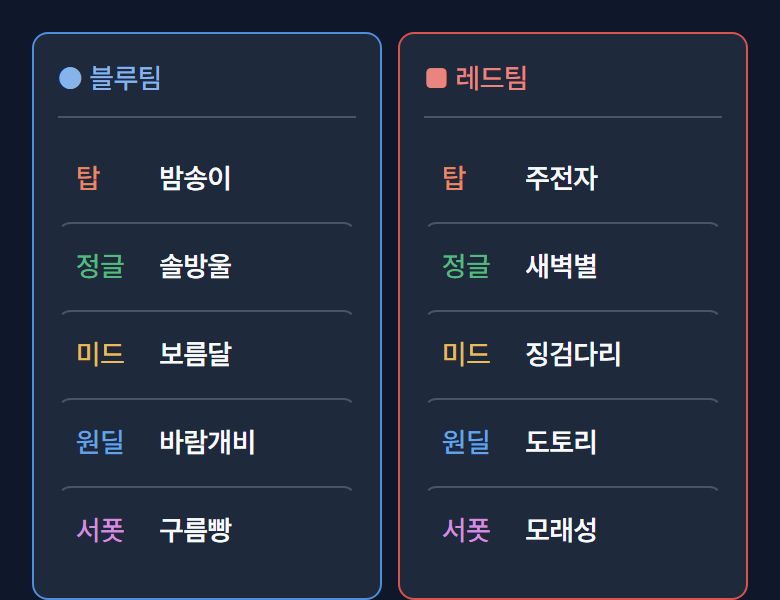 블루팀
탑 밤송이
정글 솔방울
미드 보름달
원딜 바람개비
서폿 구름빵
레드팀
탑 주전자
정글 새벽별
미드 징검다리
원딜 도토리
서폿 모래성